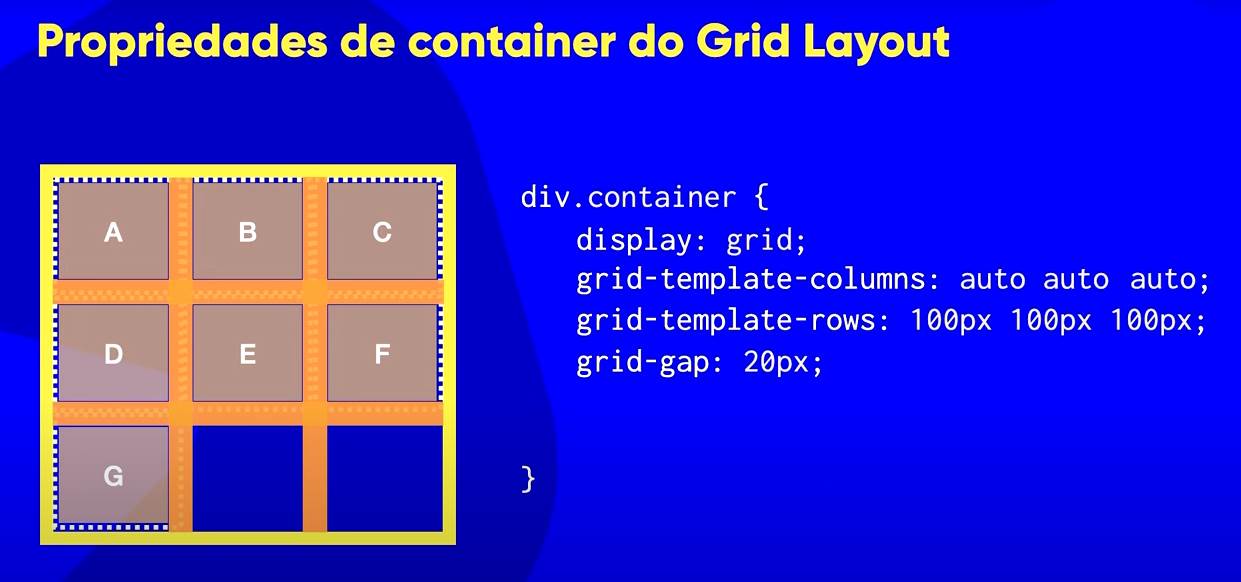 Propriedades de container do Grid Layout
A B C
D E F
G
div.container {
display: grid;
grid-template-columns: auto auto auto;
grid-template-rows: 100px 100px 100px;
grid-gap: 20px;
}